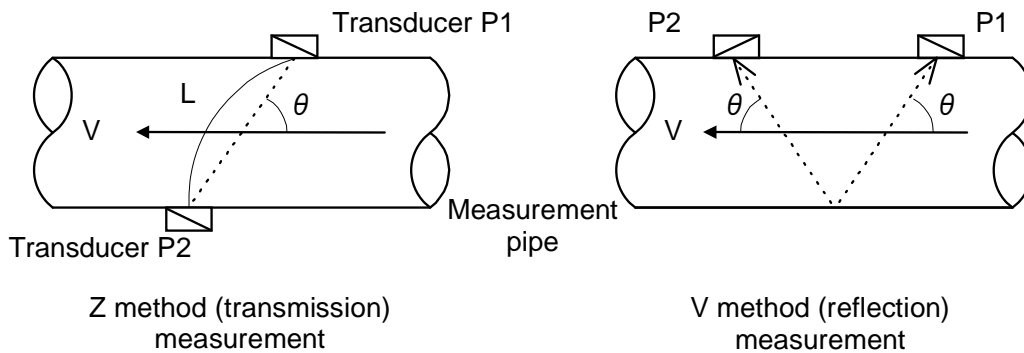 Transducer P1
L
θ
V
Transducer P2
Z method (transmission)
measurement
Measurement
pipe
P2
P1
θ
θ
V
V method (reflection)
measurement